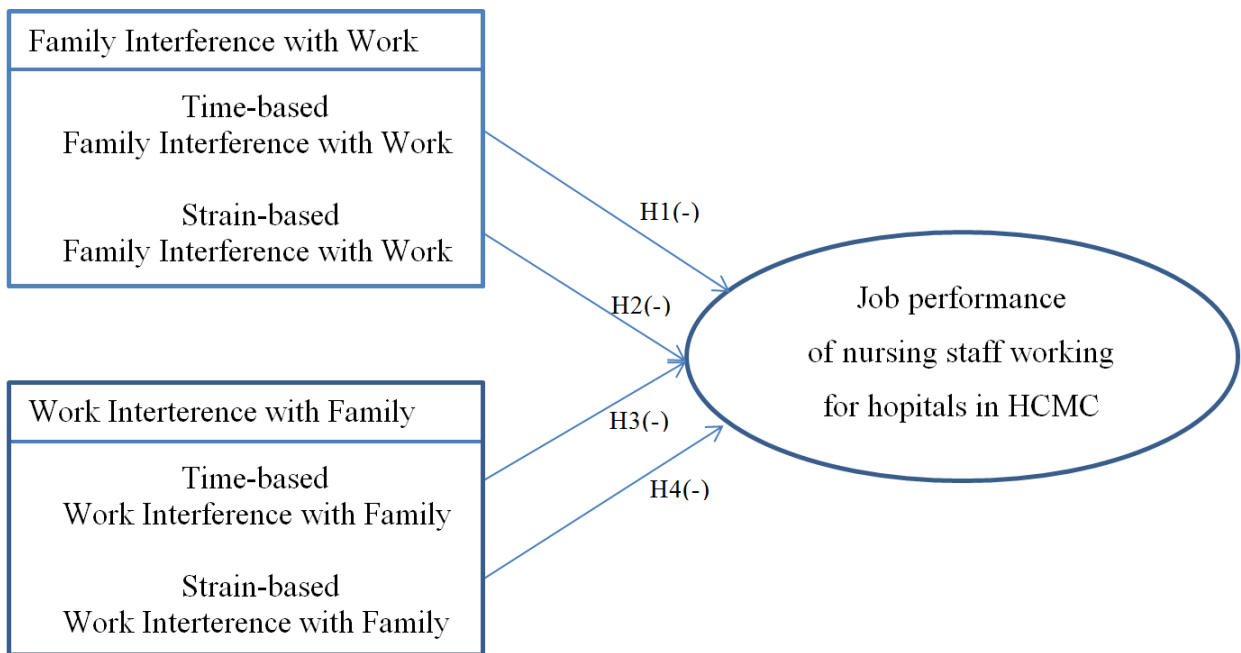 Family Interference with Work
Time-based
Family Interference with Work
Strain-based
Family Interference with Work
H1(-)
H2(-)
Job performance
of nursing staff working
for hopitals in HCMC
Work Interterence with Family
H3(-)
Time-based
Work Interference with Family
H4(-)
Strain-based
Work Interterence with Family